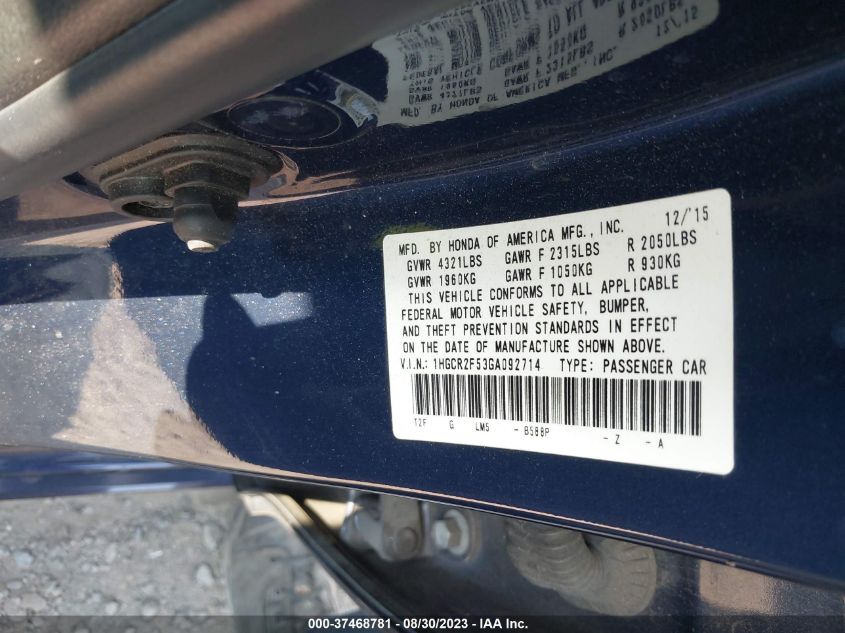 MFD. BY HONDA OF AMERICA MFG., INC. 12/'15
GVWR 4321LBS GAWR F 2315LBS R 2050LBS
GVWR 1960KG GAWR F 1050KG R 930KG
THIS VEHICLE CONFORMS TO ALL APPLICABLE
FEDERAL MOTOR VEHICLE SAFETY, BUMPER,
AND THEFT PREVENTION STANDARDS IN EFFECT
ON THE DATE OF MANUFACTURE SHOWN ABOVE.
V.I.N.: 1HGCR2F53GA092714 TYPE: PASSENGER CAR
T2F G LM5 - B588P - Z - A
000-37468781 - 08/30/2023 - IAA Inc.